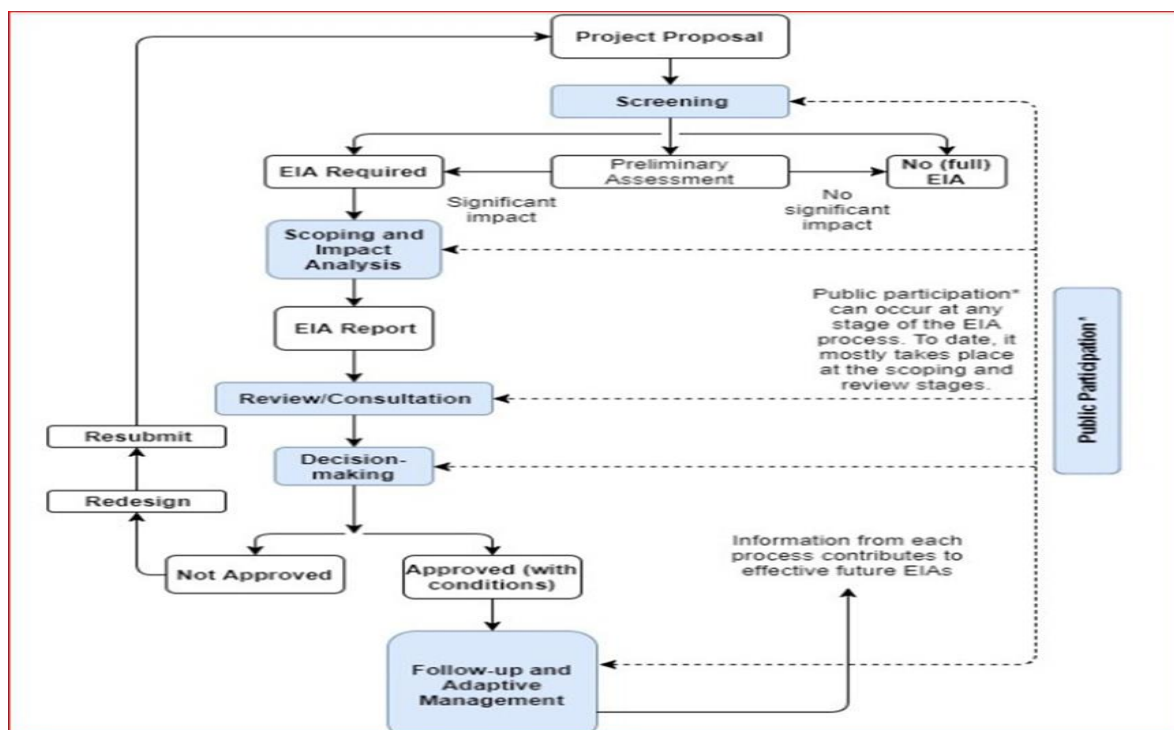 Project Proposal
Screening
EIA Required
Preliminary
Assessment
No (full)
EIA
Significant
impact
No
significant
impact
Scoping and
Impact
Analysis
EIA Report
Public participation*
can occur at any
stage of the EIA
process. To date, it
mostly takes place
at the scoping and
review stages.
Public Participation*
Review/Consultation
Resubmit
Decision-
making
Redesign
Not Approved
Approved (with
conditions)
Information from each
process contributes to
effective future EIAs
Follow-up and
Adaptive
Management